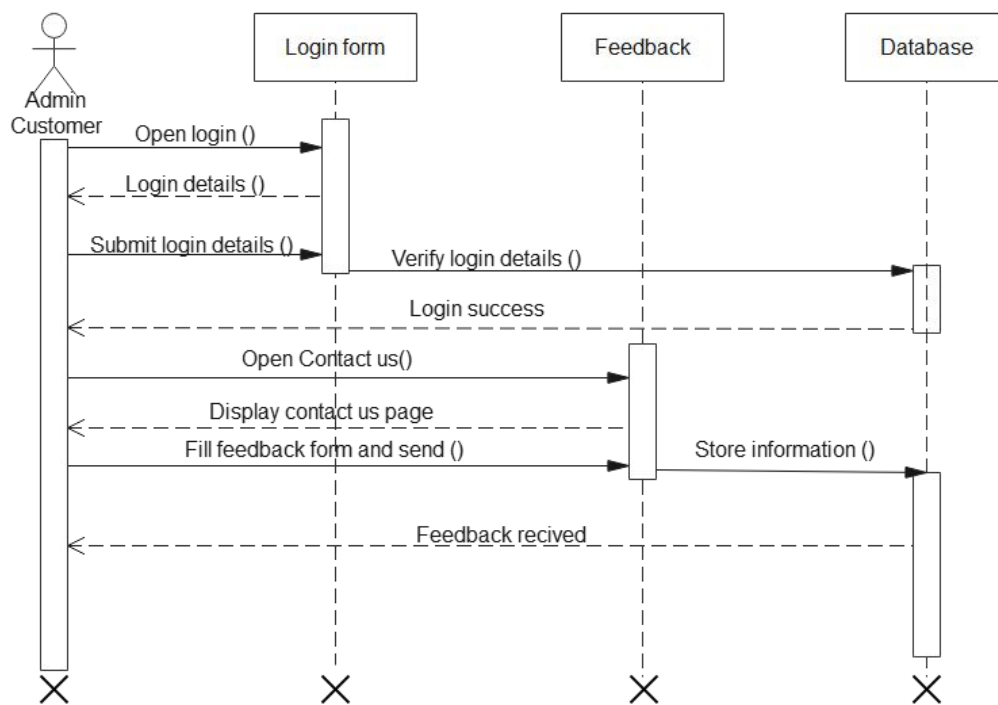 Login form
Feedback
Database
Admin
Customer
Open login ()
Login details ()
Submit login details ()
Verify login details ()
Login success
Open Contact us()
Display contact us page
Fill feedback form and send ()
Store information ()
Feedback recived